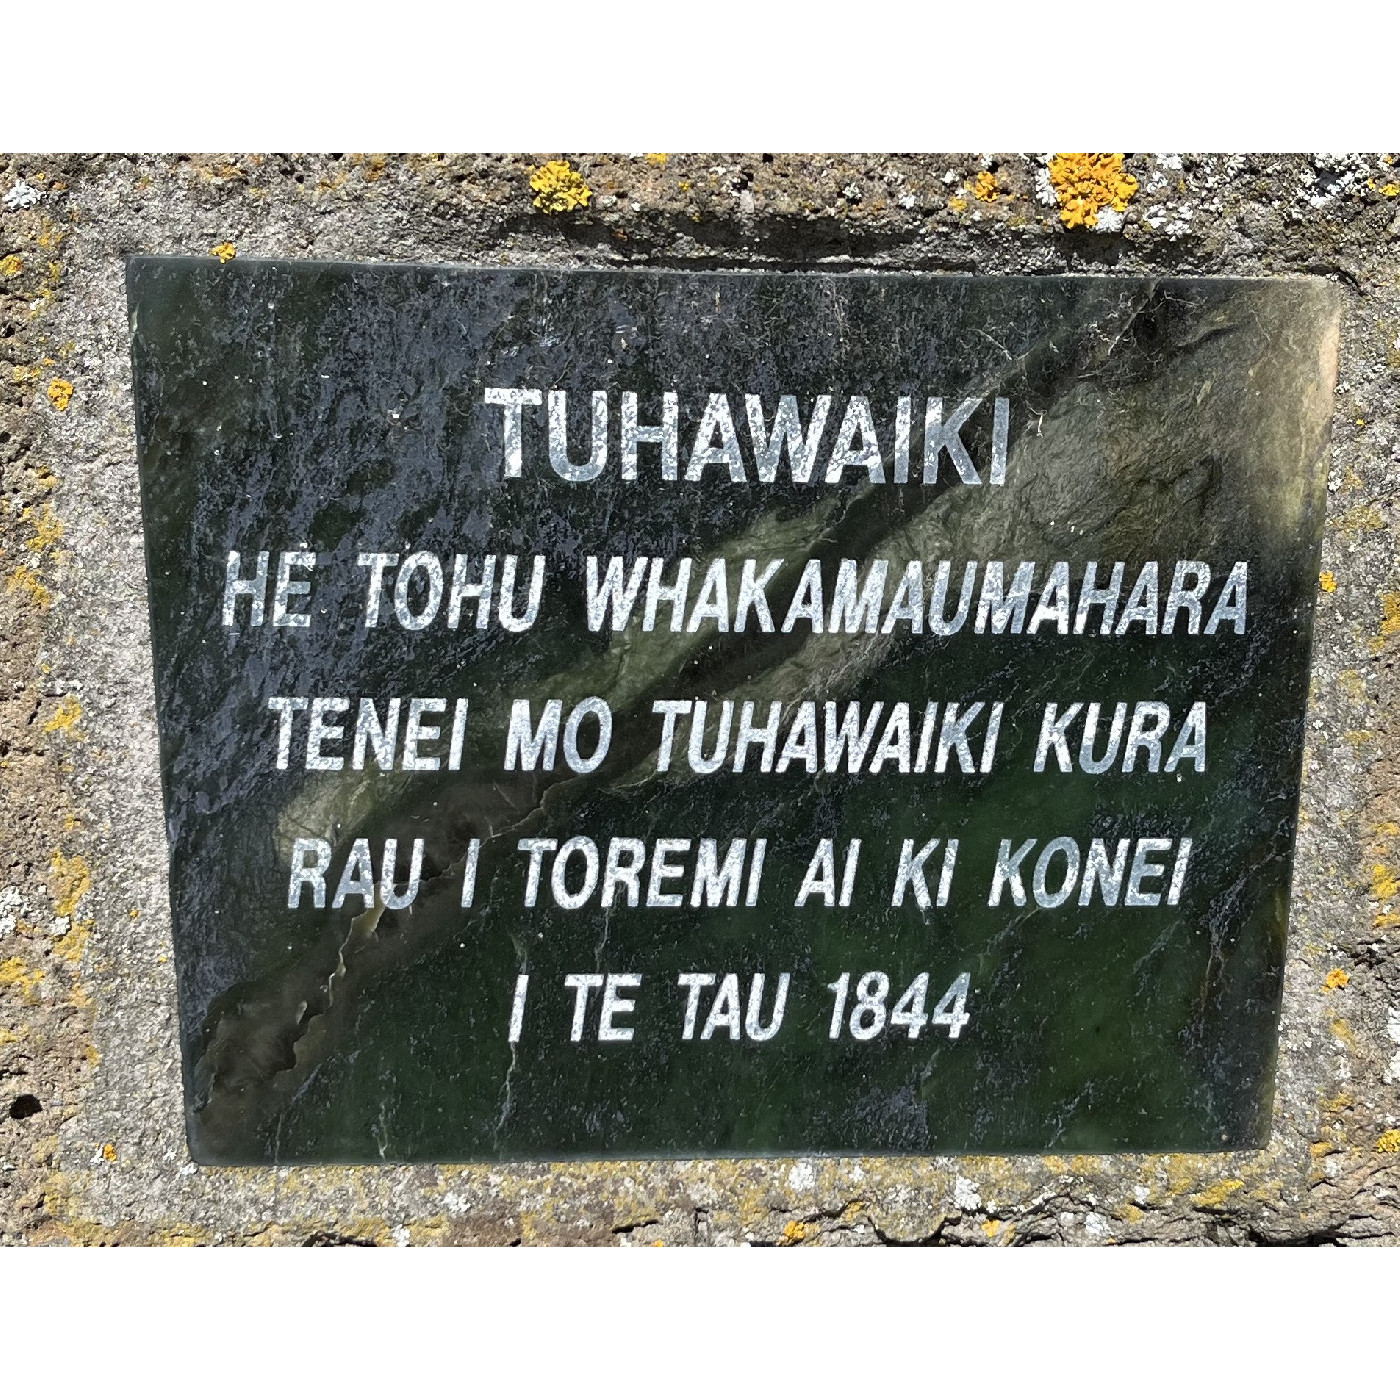 TUHAWAIKI
HE TOHU WHAKAMAUMAHARA
TENEI MO TUHAWAIKI KURA
RAU I TOREMI AI KI KONEI
I TE TAU 1844